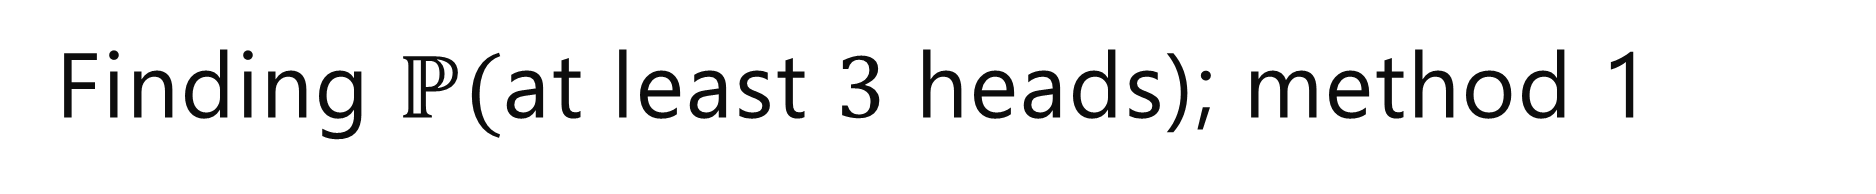 Finding ℙ(at least 3 heads); method 1